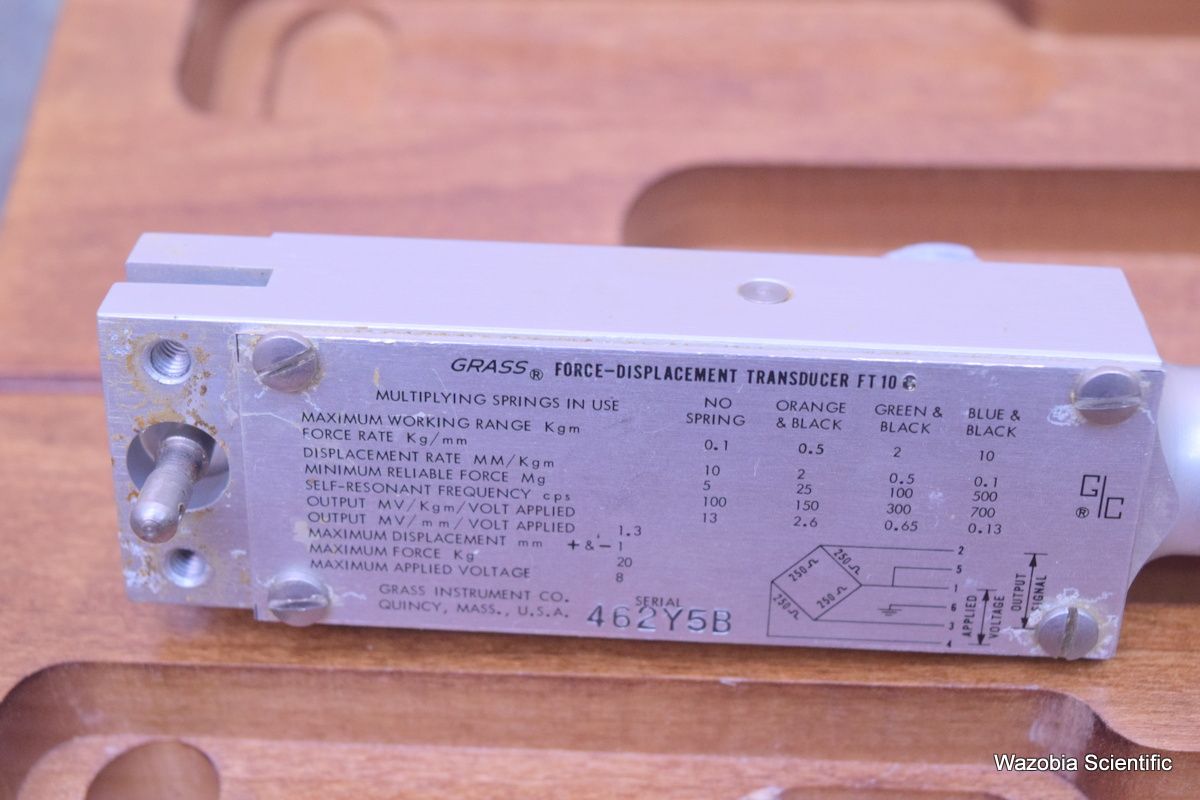 GRASS® FORCE-DISPLACEMENT TRANSDUCER FT 10 C
MULTIPLYING SPRINGS IN USE NO SPRING ORANGE & BLACK GREEN & BLACK BLUE & BLACK
MAXIMUM WORKING RANGE Kgm
FORCE RATE Kg/mm 0.1 0.5 2 10
DISPLACEMENT RATE MM/Kgm 10 2 0.5 0.1
MINIMUM RELIABLE FORCE Mg 5 25 100 500
SELF-RESONANT FREQUENCY cps 100 150 300 700
OUTPUT MV/Kgm/VOLT APPLIED 13 2.6 0.65 0.13
OUTPUT MV/mm/VOLT APPLIED 1.3
MAXIMUM DISPLACEMENT mm +&- 1
MAXIMUM FORCE Kg 20
MAXIMUM APPLIED VOLTAGE 8
GRASS INSTRUMENT CO.
QUINCY, MASS., U.S.A.
SERIAL
462Y5B
250Ω 250Ω
250Ω 250Ω
2
5
1
6
3
4
APPLIED VOLTAGE
OUTPUT SIGNAL
® G/C
Wazobia Scientific